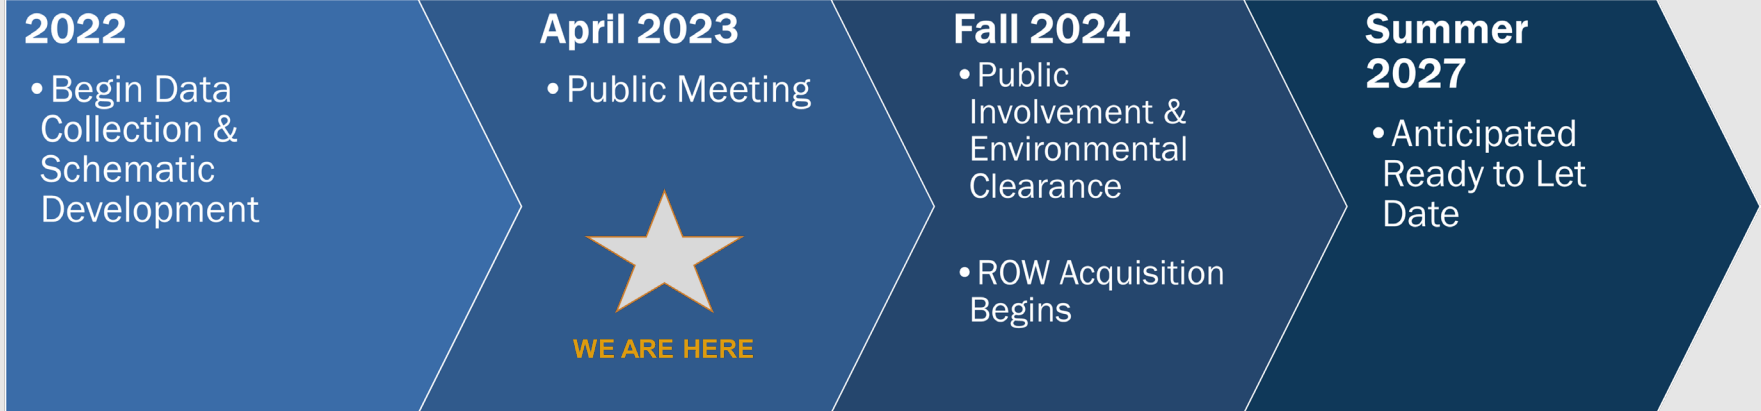 2022
•Begin Data
Collection &
Schematic
Development
April 2023
•Public Meeting
WE ARE HERE
Fall 2024
•Public
Involvement &
Environmental
Clearance
•ROW Acquisition
Begins
Summer
2027
•Anticipated
Ready to Let
Date